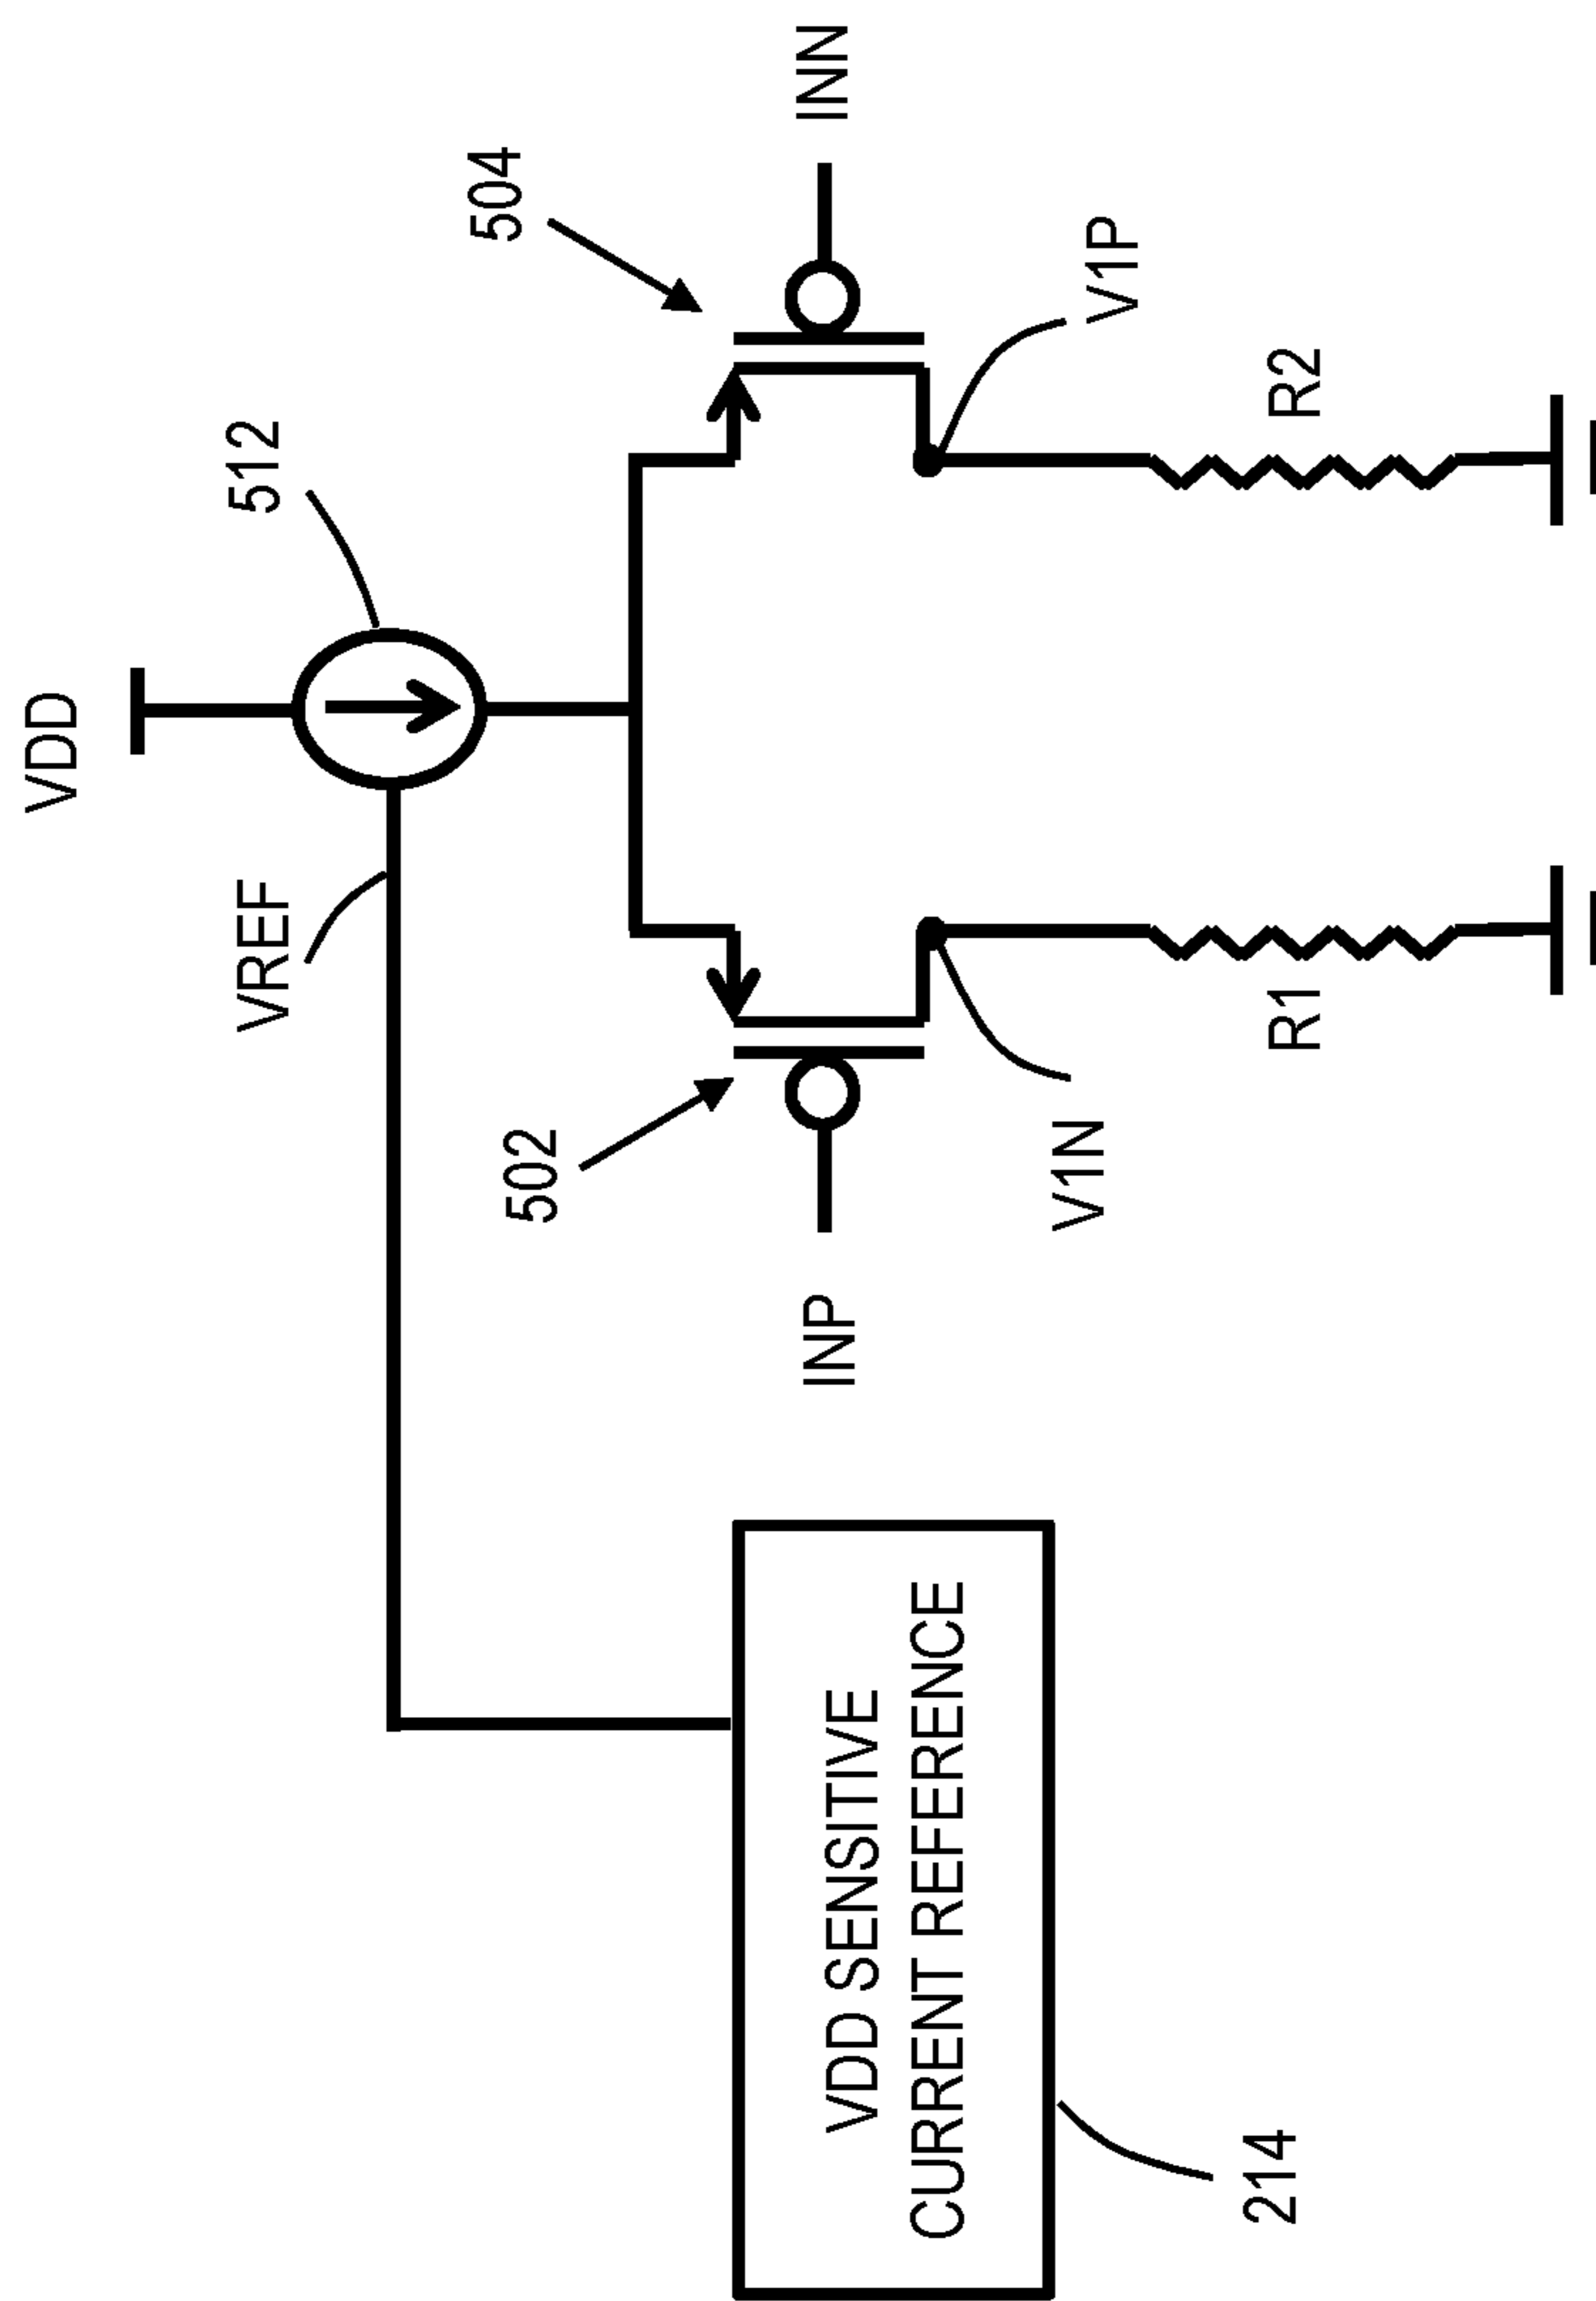 VDD
512
VREF
504
502
INP
INN
V1N
V1P
VDD SENSITIVE
CURRENT REFERENCE
214
R1
R2